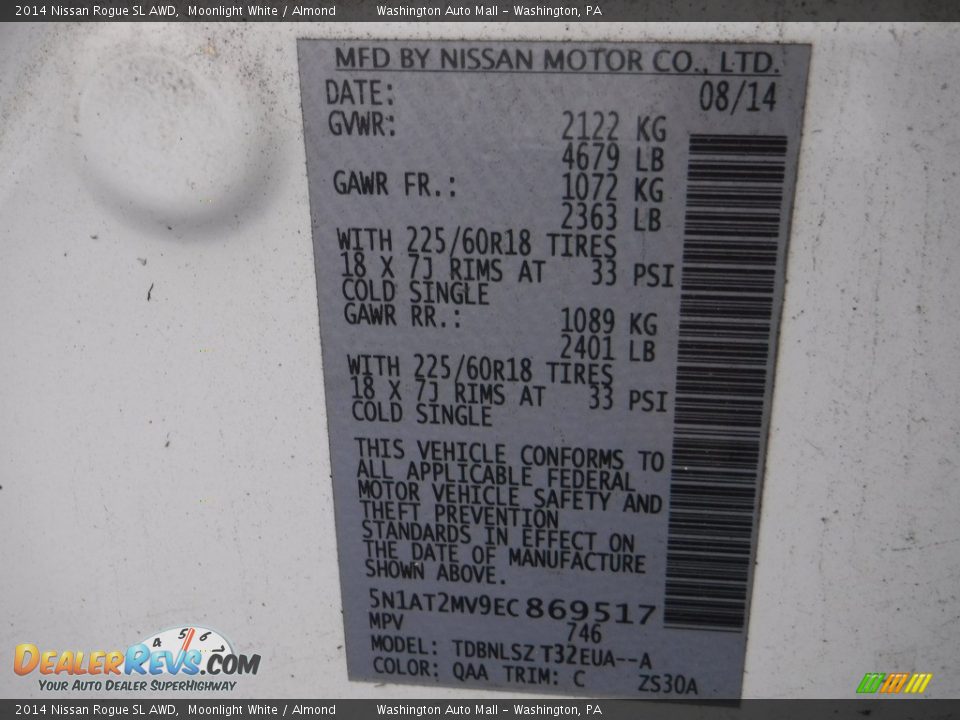 2014 Nissan Rogue SL AWD, Moonlight White / Almond Washington Auto Mall - Washington, PA
MFD BY NISSAN MOTOR CO., LTD.
DATE: 08/14
GVWR: 2122 KG
4679 LB
GAWR FR.: 1072 KG
2363 LB
WITH 225/60R18 TIRES
18 X 7J RIMS AT 33 PSI
COLD SINGLE
GAWR RR.: 1089 KG
2401 LB
WITH 225/60R18 TIRES
18 X 7J RIMS AT 33 PSI
COLD SINGLE
THIS VEHICLE CONFORMS TO
ALL APPLICABLE FEDERAL
MOTOR VEHICLE SAFETY AND
THEFT PREVENTION
STANDARDS IN EFFECT ON
THE DATE OF MANUFACTURE
SHOWN ABOVE.
5N1AT2MV9EC869517
MPV 746
MODEL: TDBNLSZ T32EUA--A
COLOR: QAA TRIM: C ZS30A
4 5 6
DEALERREVS.COM
YOUR AUTO DEALER SUPERHIGHWAY
2014 Nissan Rogue SL AWD, Moonlight White / Almond Washington Auto Mall - Washington, PA